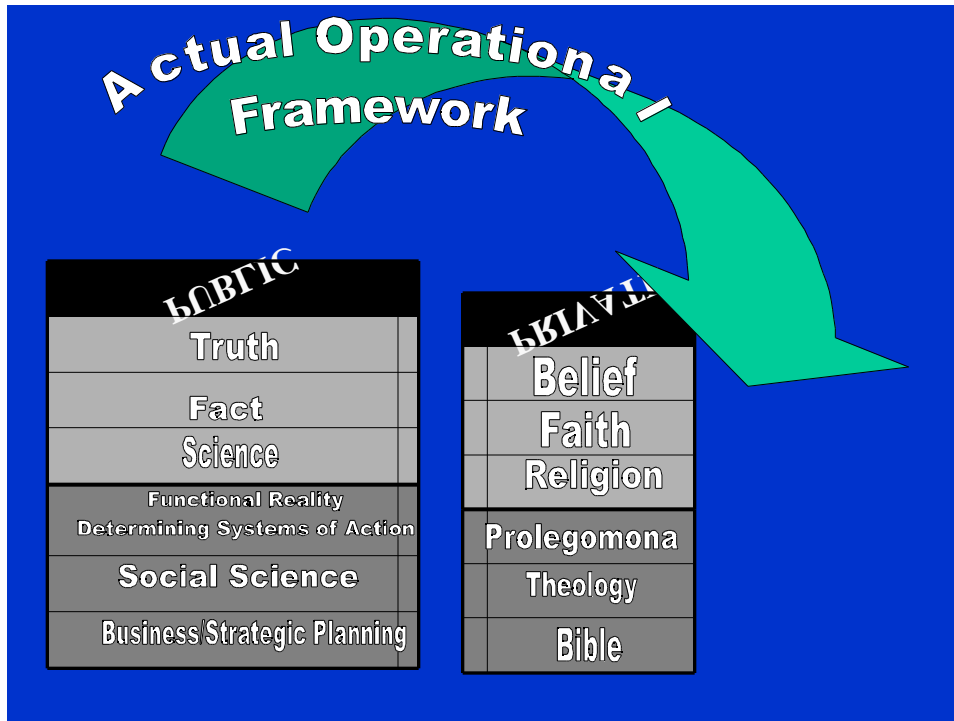 Actual Operational
Framework
PUBLIC
Truth
Fact
Science
Functional Reality
Determining Systems of Action
Social Science
Business/Strategic Planning
PRIVATE
Belief
Faith
Religion
Prolegomona
Theology
Bible